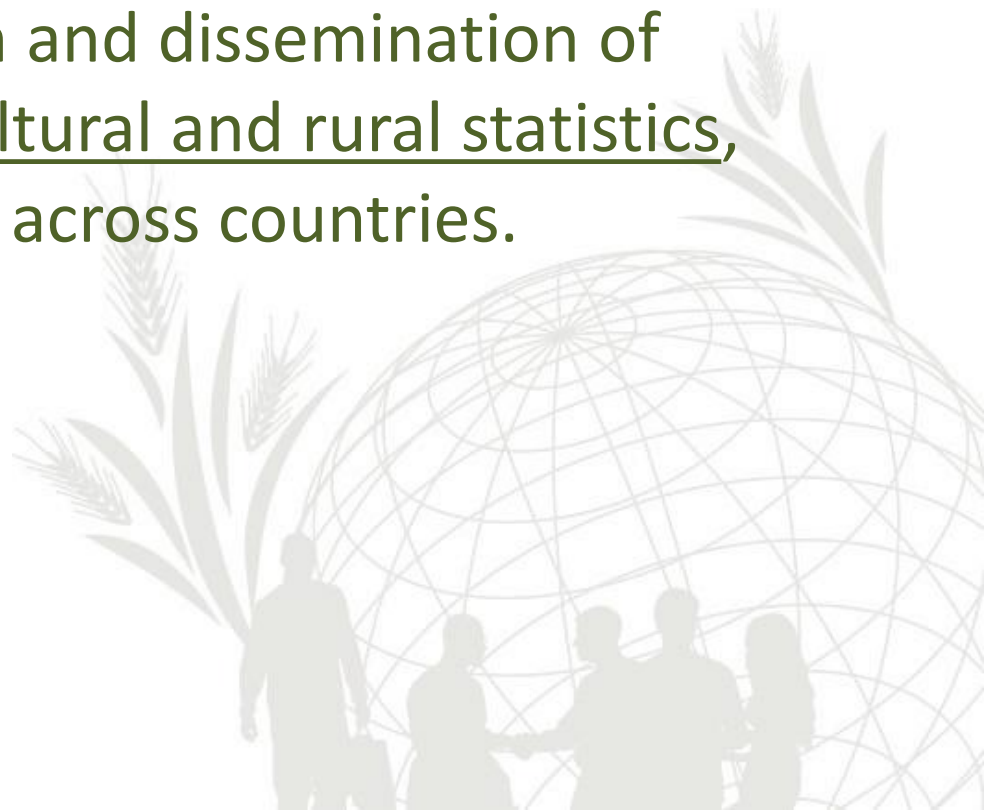 and dissemination of
ltural and rural statistics,
across countries.